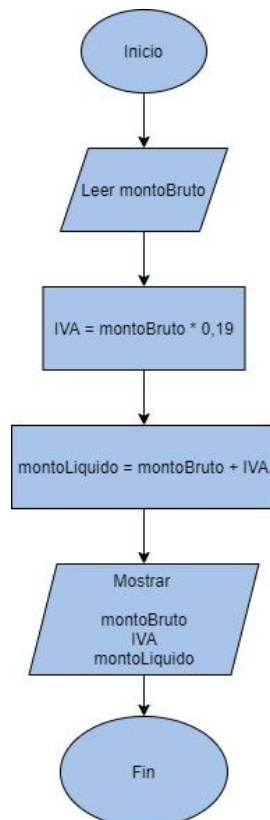 Inicio
Leer montoBruto
IVA = montoBruto * 0,19
montoLiquido = montoBruto + IVA
Mostrar
montoBruto
IVA
montoLiquido
Fin